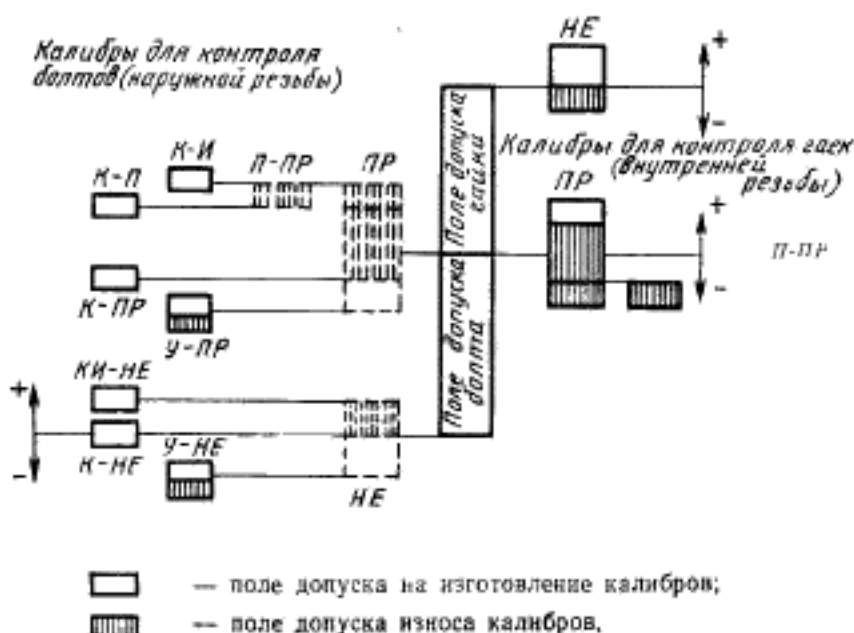 НЕ
+
-
Калибры для контроля
болтов (наружной резьбы)
Калибры для контроля гаек
(внутренней
резьбы)
К-И
П-ПР
ПР
К-П
ПР
+
-
П-ПР
К-ПР
У-ПР
Поле допуска
гайки
Поле допуска
болта
КИ-НЕ
+
-
К-НЕ
У-НЕ
НЕ
— поле допуска на изготовление калибров;
— поле допуска износа калибров,